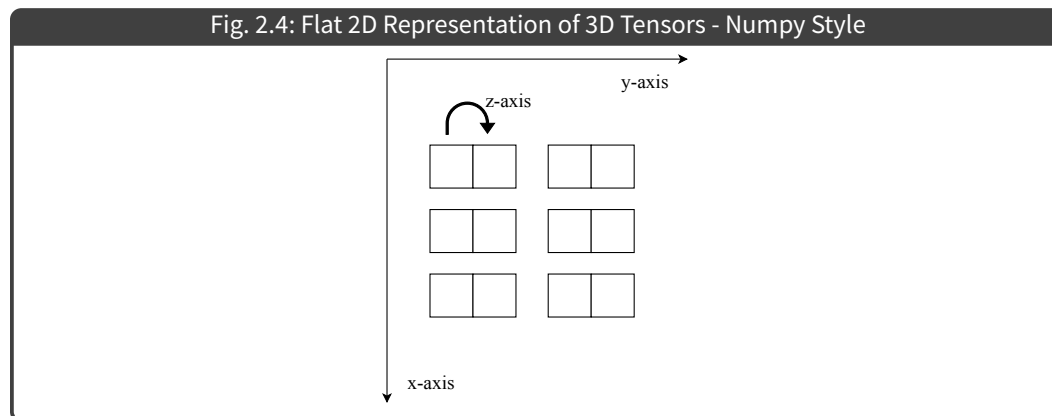 Fig. 2.4: Flat 2D Representation of 3D Tensors - Numpy Style
y-axis
z-axis
x-axis